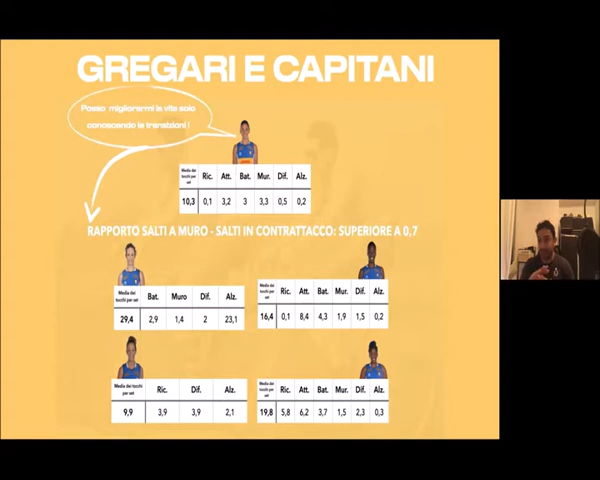 GREGARI E CAPITANI
Posso migliorarmi la vita solo
conoscendo la transizioni !
Media dei tocchi per set Ric. Att. Bat. Mur. Dif. Alz.
10,3 0,1 3,2 3 3,3 0,5 0,2
RAPPORTO SALTI A MURO - SALTI IN CONTRATTACCO: SUPERIORE A 0,7
Media dei tocchi per set Bat. Muro Dif. Alz.
29,4 2,9 1,4 2 23,1
Media dei tocchi per set Ric. Att. Bat. Mur. Dif. Alz.
16,4 0,1 8,4 4,3 1,9 1,5 0,2
Media dei tocchi per set Ric. Dif. Alz.
9,9 3,9 3,9 2,1
Media dei tocchi per set Ric. Att. Bat. Mur. Dif. Alz.
19,8 5,8 6,2 3,7 1,5 2,3 0,3